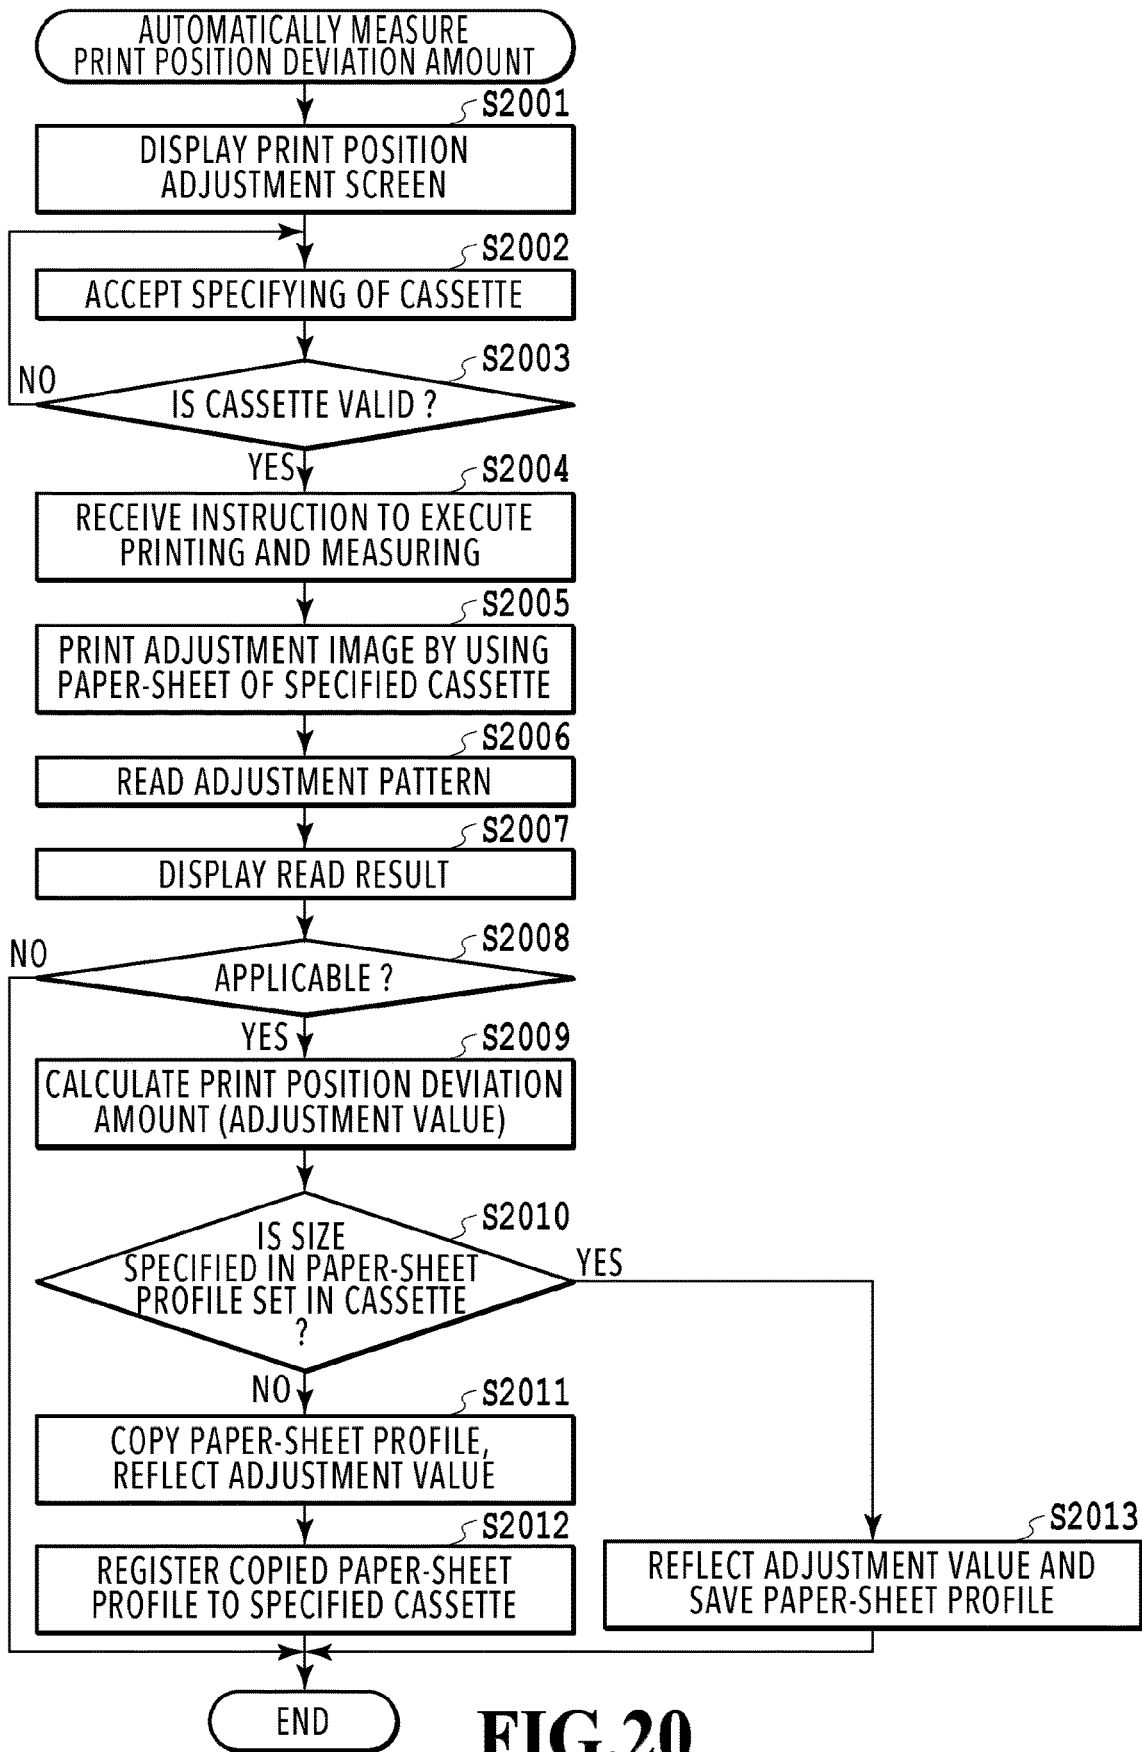 AUTOMATICALLY MEASURE
PRINT POSITION DEVIATION AMOUNT
S2001
DISPLAY PRINT POSITION
ADJUSTMENT SCREEN
S2002
ACCEPT SPECIFYING OF CASSETTE
S2003
NO
IS CASSETTE VALID ?
YES
S2004
RECEIVE INSTRUCTION TO EXECUTE
PRINTING AND MEASURING
S2005
PRINT ADJUSTMENT IMAGE BY USING
PAPER-SHEET OF SPECIFIED CASSETTE
S2006
READ ADJUSTMENT PATTERN
S2007
DISPLAY READ RESULT
S2008
NO
APPLICABLE ?
YES
S2009
CALCULATE PRINT POSITION DEVIATION
AMOUNT (ADJUSTMENT VALUE)
S2010
IS SIZE
SPECIFIED IN PAPER-SHEET
PROFILE SET IN CASSETTE
?
YES
NO
S2011
COPY PAPER-SHEET PROFILE,
REFLECT ADJUSTMENT VALUE
S2012
REGISTER COPIED PAPER-SHEET
PROFILE TO SPECIFIED CASSETTE
S2013
REFLECT ADJUSTMENT VALUE AND
SAVE PAPER-SHEET PROFILE
END
FIG.20